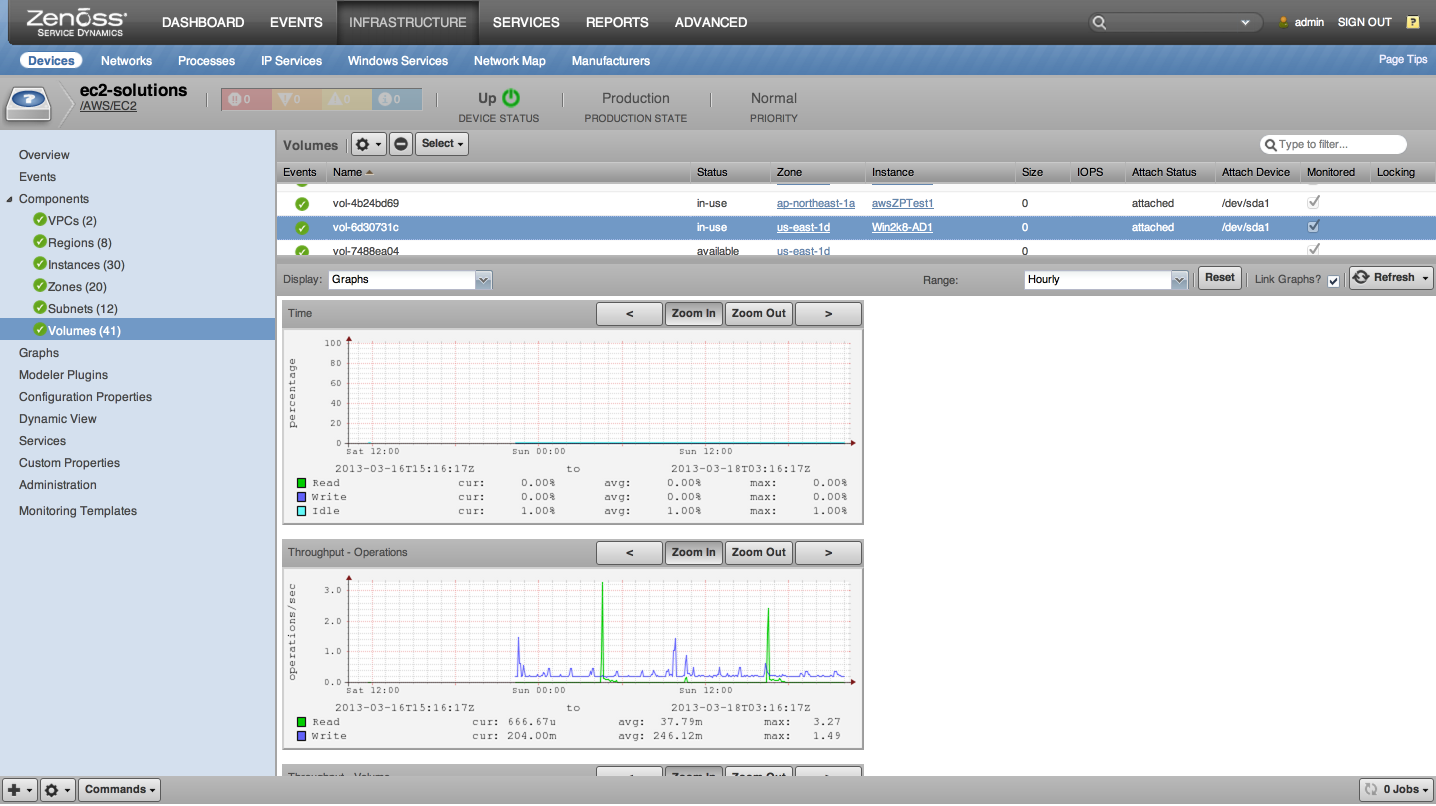 Zenoss DASHBOARD EVENTS INFRASTRUCTURE SERVICES REPORTS ADVANCED admin SIGN OUT ?
SERVICE DYNAMICS
Devices Networks Processes IP Services Windows Services Network Map Manufacturers Page Tips
ec2-solutions
/AWS/EC2
0 0 0 0
Up Production Normal
DEVICE STATUS PRODUCTION STATE PRIORITY
Overview
Events
Components
VPCs (2)
Regions (8)
Instances (30)
Zones (20)
Subnets (12)
Volumes (41)
Graphs
Modeler Plugins
Configuration Properties
Dynamic View
Services
Custom Properties
Administration
Monitoring Templates
Volumes Select Type to filter...
Events Name Status Zone Instance Size IOPS Attach Status Attach Device Monitored Locking
vol-4b24bd69 in-use ap-northeast-1a awsZPTest1 0 attached /dev/sda1
vol-6d30731c in-use us-east-1d Win2k8-AD1 0 attached /dev/sda1
vol-7488ea04 available us-east-1d 0
Display: Graphs Range: Hourly Reset Link Graphs? Refresh
Time < Zoom In Zoom Out >
percentage
100
80
60
40
20
0
Sat 12:00 Sun 00:00 Sun 12:00
2013-03-16T15:16:17Z to 2013-03-18T03:16:17Z
Read cur: 0.00% avg: 0.00% max: 0.00%
Write cur: 0.00% avg: 0.00% max: 0.00%
Idle cur: 1.00% avg: 1.00% max: 1.00%
Throughput - Operations < Zoom In Zoom Out >
operations/sec
3.0
2.0
1.0
0.0
Sat 12:00 Sun 00:00 Sun 12:00
2013-03-16T15:16:17Z to 2013-03-18T03:16:17Z
Read cur: 666.67u avg: 37.79m max: 3.27
Write cur: 204.00m avg: 246.12m max: 1.49
Throughput - Volume < Zoom In Zoom Out >
Commands 0 Jobs